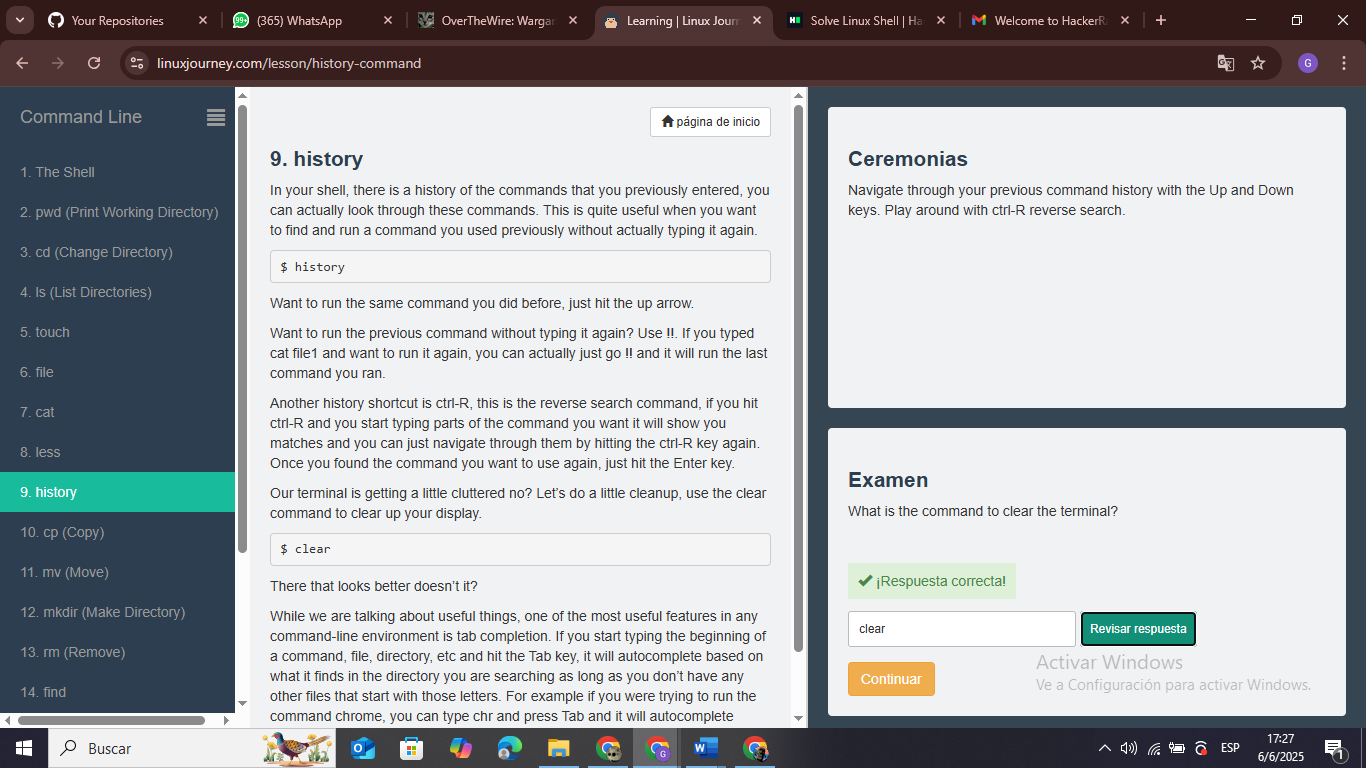 Your Repositories
99+
(365) WhatsApp
OverTheWire: Wargar
Learning | Linux Journ
Solve Linux Shell | Ha
Welcome to HackerRa
linuxjourney.com/lesson/history-command
G
Command Line
1. The Shell
2. pwd (Print Working Directory)
3. cd (Change Directory)
4. ls (List Directories)
5. touch
6. file
7. cat
8. less
9. history
10. cp (Copy)
11. mv (Move)
12. mkdir (Make Directory)
13. rm (Remove)
14. find
página de inicio
9. history
In your shell, there is a history of the commands that you previously entered, you
can actually look through these commands. This is quite useful when you want
to find and run a command you used previously without actually typing it again.
$ history
Want to run the same command you did before, just hit the up arrow.
Want to run the previous command without typing it again? Use !!. If you typed
cat file1 and want to run it again, you can actually just go !! and it will run the last
command you ran.
Another history shortcut is ctrl-R, this is the reverse search command, if you hit
ctrl-R and you start typing parts of the command you want it will show you
matches and you can just navigate through them by hitting the ctrl-R key again.
Once you found the command you want to use again, just hit the Enter key.
Our terminal is getting a little cluttered no? Let’s do a little cleanup, use the clear
command to clear up your display.
$ clear
There that looks better doesn’t it?
While we are talking about useful things, one of the most useful features in any
command-line environment is tab completion. If you start typing the beginning of
a command, file, directory, etc and hit the Tab key, it will autocomplete based on
what it finds in the directory you are searching as long as you don’t have any
other files that start with those letters. For example if you were trying to run the
command chrome, you can type chr and press Tab and it will autocomplete
Ceremonias
Navigate through your previous command history with the Up and Down
keys. Play around with ctrl-R reverse search.
Examen
What is the command to clear the terminal?
¡Respuesta correcta!
clear
Revisar respuesta
Continuar
Activar Windows
Ve a Configuración para activar Windows.
Buscar
ESP
17:27
6/6/2025
1